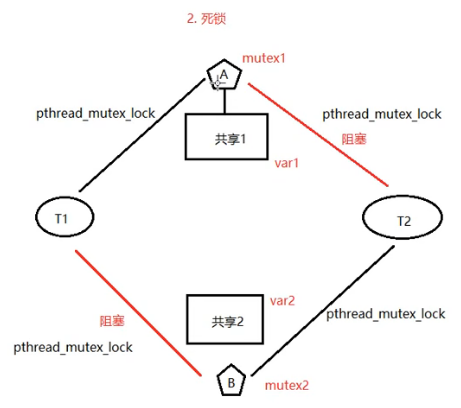 2. 死锁
mutex1
A
pthread_mutex_lock
pthread_mutex_lock
共享1
阻塞
var1
T1
T2
var2
阻塞
共享2
pthread_mutex_lock
pthread_mutex_lock
B
mutex2